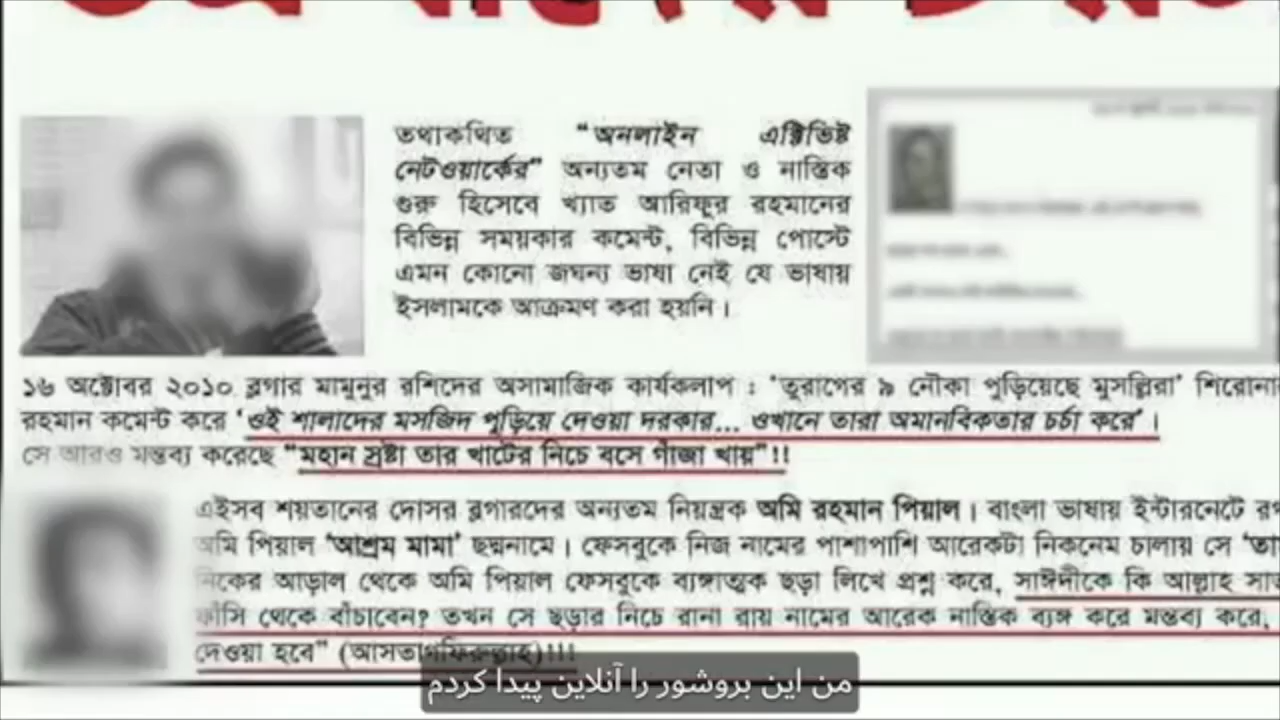 তথাকথিত “অনলাইন এক্টিভিষ্ট
নেটওয়ার্কের” অন্যতম নেতা ও নাস্তিক
গুরু হিসেবে খ্যাত আরিফুর রহমানের
বিভিন্ন সময়কার কমেন্ট, বিভিন্ন পোস্টে
এমন কোনো জঘন্য ভাষা নেই যে ভাষায়
ইসলামকে আক্রমণ করা হয়নি।
১৬ অক্টোবর ২০১০ ব্লগার মামুনুর রশিদের অসামাজিক কার্যকলাপ : ‘তুরাগের ৯ নৌকা পুড়িয়েছে মুসল্লিরা’ শিরোনা
রহমান কমেন্ট করে ‘ওই শালাদের মসজিদ পুড়িয়ে দেওয়া দরকার... ওখানে তারা অমানবিকতার চর্চা করে’।
সে আরও মন্তব্য করেছে “মহান স্রষ্টা তার খাটের নিচে বসে গাঁজা খায়”!!
এইসব শয়তানের দোসর ব্লগারদের অন্যতম নিয়ন্ত্রক অমি রহমান পিয়াল। বাংলা ভাষায় ইন্টারনেটে
অমি পিয়াল ‘আশ্রম মামা’ ছদ্মনামে। ফেসবুকে নিজ নামের পাশাপাশি আরেকটা নিকনেম চালায় সে
নিকের আড়াল থেকে অমি পিয়াল ফেসবুকে ব্যঙ্গাত্মক ছড়া লিখে প্রশ্ন করে, সাঈদীকে কি আল্লাহ
ফাঁসি থেকে বাঁচাবেন? তখন সে ছড়ার নিচে রানা রায় নামের আরেক নাস্তিক ব্যঙ্গ করে মন্তব্য করে,
দেওয়া হবে” (আসতাগফিরুল্লাহ)!!!
من این بروشور را آنلاین پیدا کردم